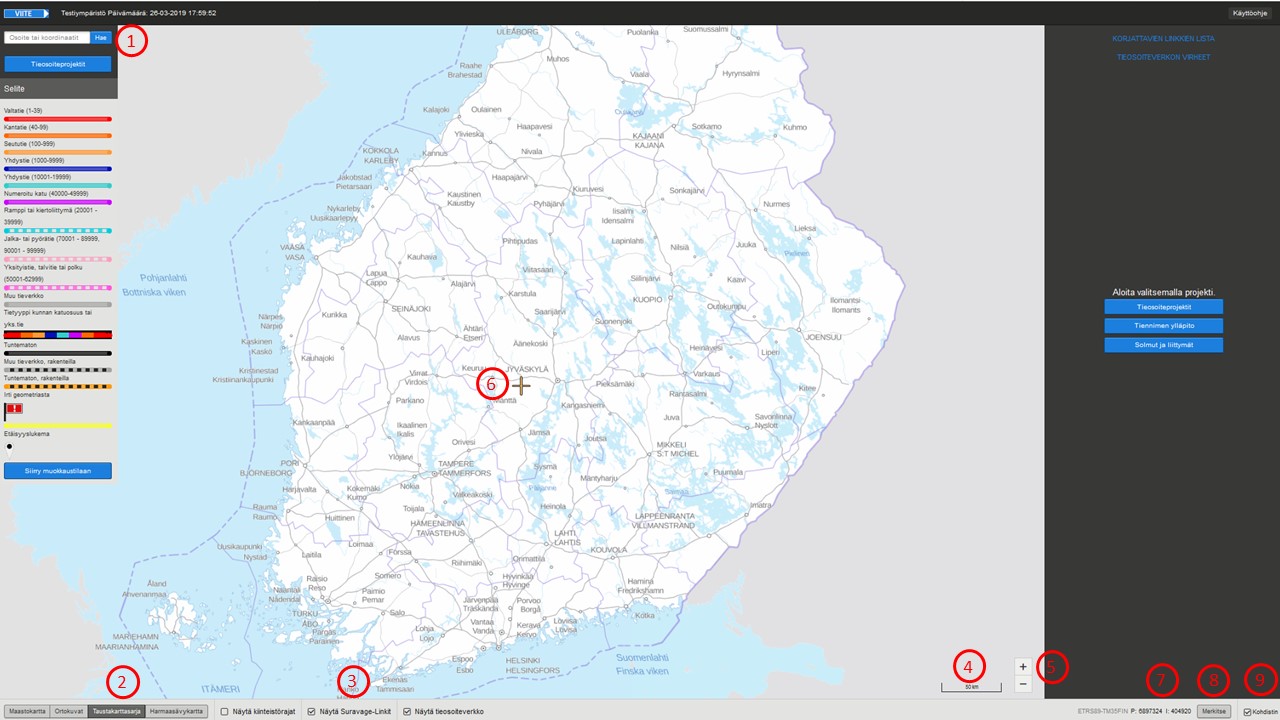 VIITE
Testiympäristö Päivämäärä: 26-03-2019 17:59:52
Käyttöohje
Osoite tai koordinaatit
Hae
1
Tieosoiteprojektit
Selite
Valtatie (1-39)
Kantatie (40-99)
Seututie (100-999)
Yhdystie (1000-9999)
Yhdystie (10001-19999)
Numeroitu katu (40000-49999)
Ramppi tai kiertoliittymä (20001 -
39999)
Jalka- tai pyörätie (70001 - 89999,
90001 - 99999)
Yksityistie, talvitie tai polku
(50001-62999)
Muu tieverkko
Tietyyppi kunnan katuosuus tai
yks.tie
Tuntematon
Muu tieverkko, rakenteilla
Tuntematon, rakenteilla
Irti geometriasta
Etäisyyslukema
Siirry muokkaustilaan
ULEÅBORG
Oulujoki
Puolanka
Suomussalmi
Muhos
Raahe
Brahestad
Vaala
Hyrynsalmi
Kalajoki
Oulainen
Oulujärvi
Haapavesi
Sotkamo
Kuhmo
Ylivieska
KAJAANI
KAJANA
KOKKOLA
KARLEBY
Kannus
Nivala
Jakobstad
Pietarsaari
Haapajärvi
Kiuruvesi
Sonkajärvi
Kaustinen
Kaustby
Pyhäjärvi
Nurmes
Nykarleby
Uusikaarlepyy
Iisalmi
Idensalmi
Lieksa
VAASA
VASA
Pihtipudas
Lapinlahti
Nilsiä
Juuka
Pielinen
Kauhava
Viitasaari
Lapua
Lappo
Alajärvi
Siilinjärvi
Kaavi
Pohjanlahti
Bottniska viken
Karstula
KUOPIO
Outokumpu
Ilomantsi
Ilomants
SEINÄJOKI
Saarijärvi
Kurikka
Suonenjoki
Närpes
Närpiö
Ähtäri
Etseri
JOENSUU
Alavus
Äänekoski
Kaskinen
Kaskö
Heinävesi
Liperi
Kauhajoki
Keuruu
JYVÄSKYLÄ
Kristinestad
Kristiinankaupunki
Virrat
Virdois
6
Pieksämäki
Varkaus
Kitee
Rantasalmi
Parkano
Mänttä
Kangasniemi
Kankaanpää
Ikaalinen
Ikalis
Jämsä
Joutsa
Juva
Savonlinna
Nyslott
Orivesi
MIKKELI
S:T MICHEL
PORI
BJÖRNEBORG
Ylöjärvi
TAMPERE
TAMMERFORS
Sysmä
Mäntyharju
Puumala
Harjavalta
Kokemäki
Kumo
Nokia
Valkeakoski
Päijänne
Saimaa
Rauma
Raumo
Toijala
Heinola
Imatra
Huittinen
HÄMEENLINNA
TAVASTEHUS
LAPPEENRANTA
VILLMANSTRAND
LAHTI
LAHTIS
Uusikaupunki
Nystad
Loimaa
Forssa
KOUVOLA
Laitila
Riihimäki
Orimattila
Åland
Ahvenanmaa
Raisio
Reso
Somero
Hyvinkää
Hyvinge
Hamina
Fredrikshamn
Naantali
Nådendal
Paimio
Pemar
Järvenpää
Träskända
Porvoo
Borgå
TURKU
ÅBO
Salo
Kotka
MARIEHAMN
MAARIANHAMINA
Pargas
Parainen
Lohja
Lojo
Vantaa
Vanda
Kerava
Kervo
Loviisa
Lovisa
Espoo
Esbo
HELSINKI
HELSINGFORS
Suomenlahti
Finska viken
Ekenäs
Tammisaari
Hanko
ITÄMERI
KORJATTAVIEN LINKKIEN LISTA
TIEOSOITEVERKON VIRHEET
Aloita valitsemalla projekti.
Tieosoiteprojektit
Tiennimen ylläpito
Solmut ja liittymät
2
3
4
5
7
8
9
+
−
50 km
Maastokartta
Ortokuvat
Taustakarttasarja
Harmaasävykartta
Näytä kiinteistörajat
Näytä Suravage-Linkit
Näytä tieosoiteverkko
ETRS89-TM35FIN P: 6897324 I: 404920
Merkitse
Kohdistin